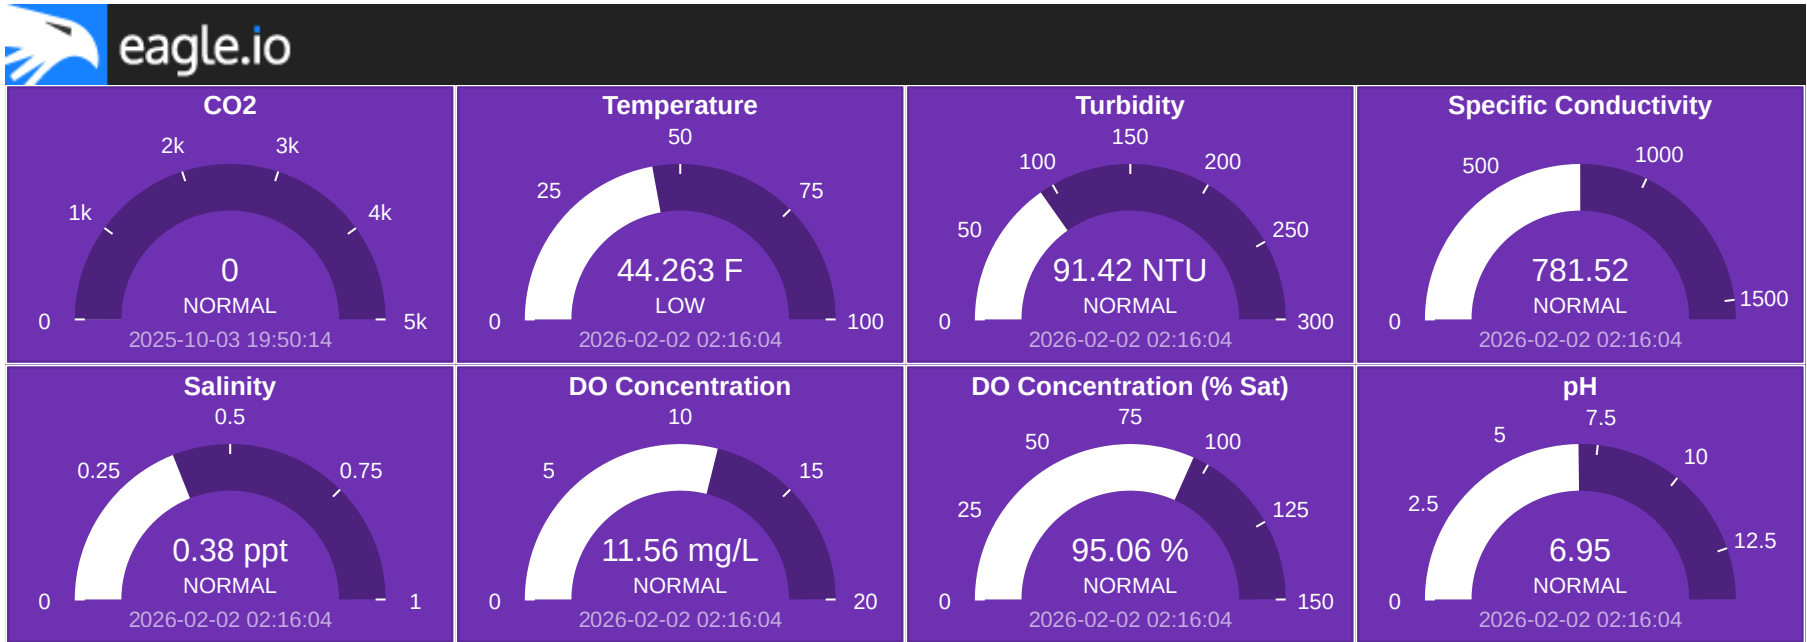 eagle.io
CO2
0
1k
2k
3k
4k
5k
0
NORMAL
2025-10-03 19:50:14
Temperature
0
25
50
75
100
44.263 F
LOW
2026-02-02 02:16:04
Turbidity
0
50
100
150
200
250
300
91.42 NTU
NORMAL
2026-02-02 02:16:04
Specific Conductivity
0
500
1000
1500
781.52
NORMAL
2026-02-02 02:16:04
Salinity
0
0.25
0.5
0.75
1
0.38 ppt
NORMAL
2026-02-02 02:16:04
DO Concentration
0
5
10
15
20
11.56 mg/L
NORMAL
2026-02-02 02:16:04
DO Concentration (% Sat)
0
25
50
75
100
125
150
95.06 %
NORMAL
2026-02-02 02:16:04
pH
0
2.5
5
7.5
10
12.5
6.95
NORMAL
2026-02-02 02:16:04